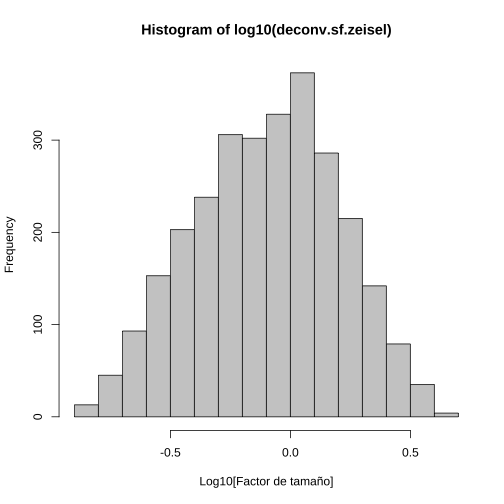 Histogram of log10(deconv.sf.zeisel)
Frequency
300
200
100
0
-0.5 0.0 0.5
Log10[Factor de tamaño]